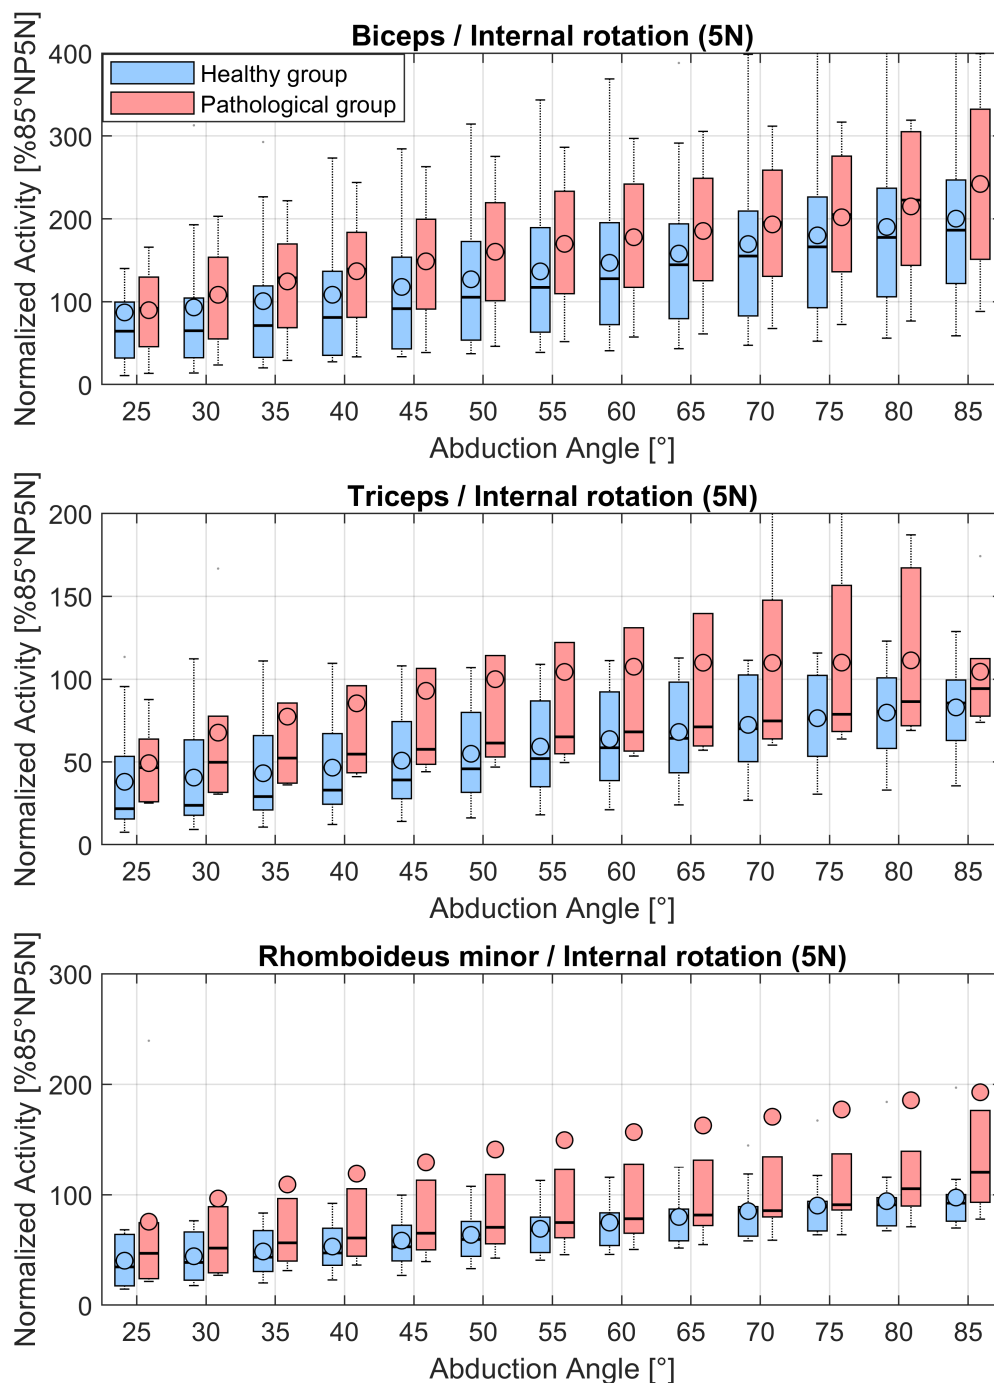 Biceps / Internal rotation (5N)
Normalized Activity [%85°NP5N]
400
300
200
100
0
Healthy group
Pathological group
25 30 35 40 45 50 55 60 65 70 75 80 85
Abduction Angle [°]
Triceps / Internal rotation (5N)
Normalized Activity [%85°NP5N]
200
150
100
50
0
25 30 35 40 45 50 55 60 65 70 75 80 85
Abduction Angle [°]
Rhomboideus minor / Internal rotation (5N)
Normalized Activity [%85°NP5N]
300
200
100
0
25 30 35 40 45 50 55 60 65 70 75 80 85
Abduction Angle [°]